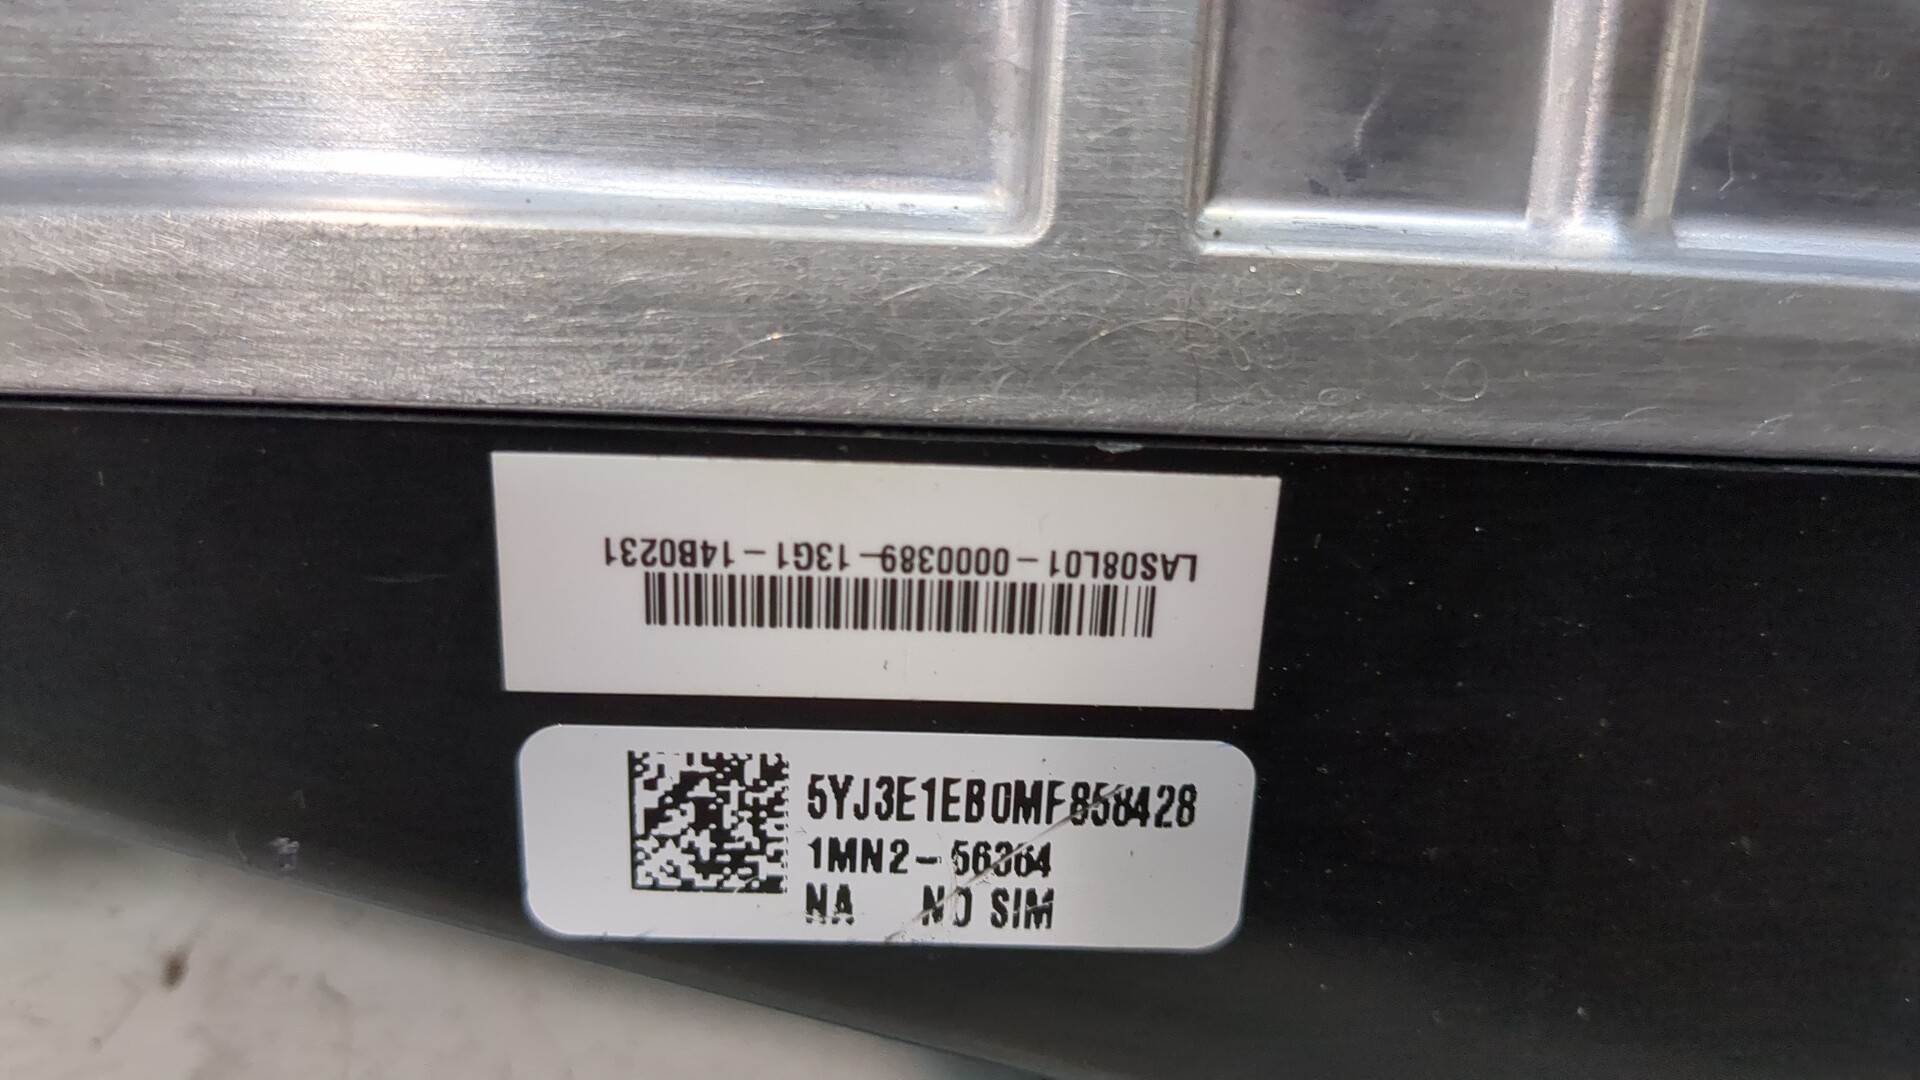 LAS08L01-0000389-13G1-14B0231
5YJ3E1EB0MF858428
1MN2-56364
NA NO SIM